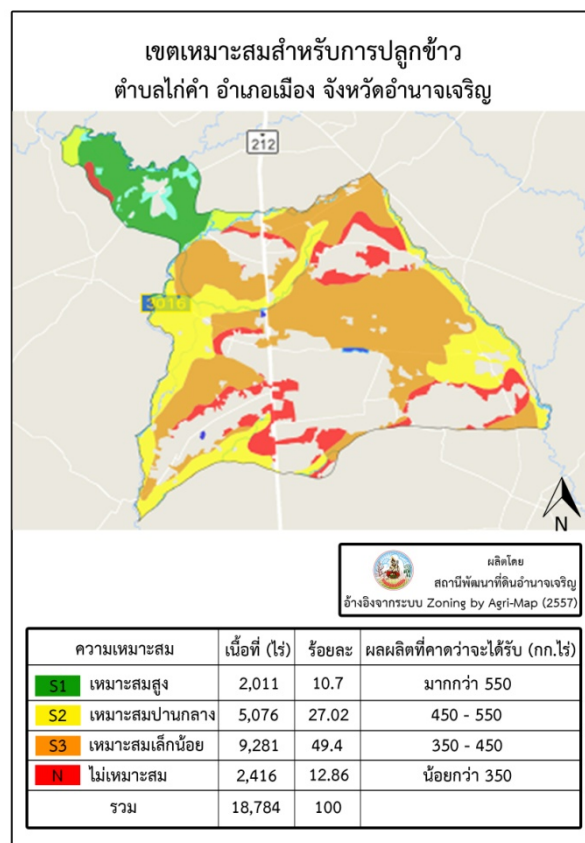 เขตเหมาะสมสำหรับการปลูกข้าว
ตำบลไก่คำ อำเภอเมือง จังหวัดอำนาจเจริญ
212
3016
N
ผลิตโดย
สถานีพัฒนาที่ดินอำนาจเจริญ
อ้างอิงจากระบบ Zoning by Agri-Map (2557)
ความเหมาะสม เนื้อที่ (ไร่) ร้อยละ ผลผลิตที่คาดว่าจะได้รับ (กก.ไร่)
S1 เหมาะสมสูง 2,011 10.7 มากกว่า 550
S2 เหมาะสมปานกลาง 5,076 27.02 450 - 550
S3 เหมาะสมเล็กน้อย 9,281 49.4 350 - 450
N ไม่เหมาะสม 2,416 12.86 น้อยกว่า 350
รวม 18,784 100